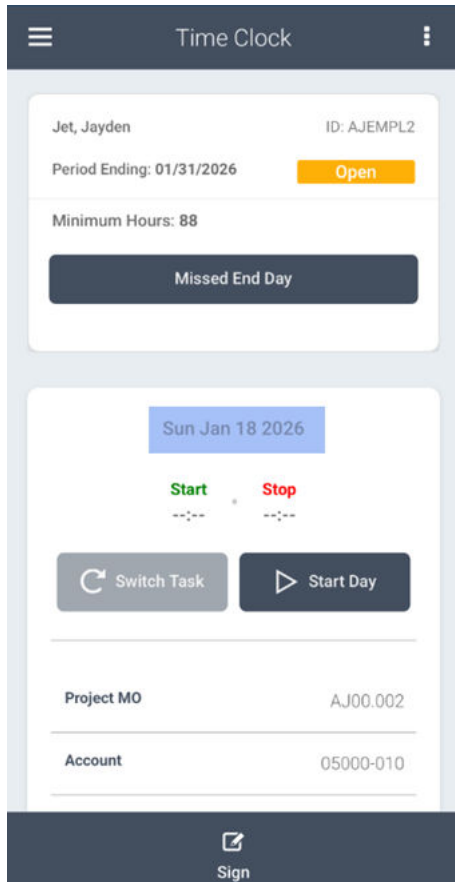 Time Clock
Jet, Jayden ID: AJEMPL2
Period Ending: 01/31/2026 Open
Minimum Hours: 88
Missed End Day
Sun Jan 18 2026
Start Stop
--:-- --:--
Switch Task Start Day
Project MO AJ00.002
Account 05000-010
Sign